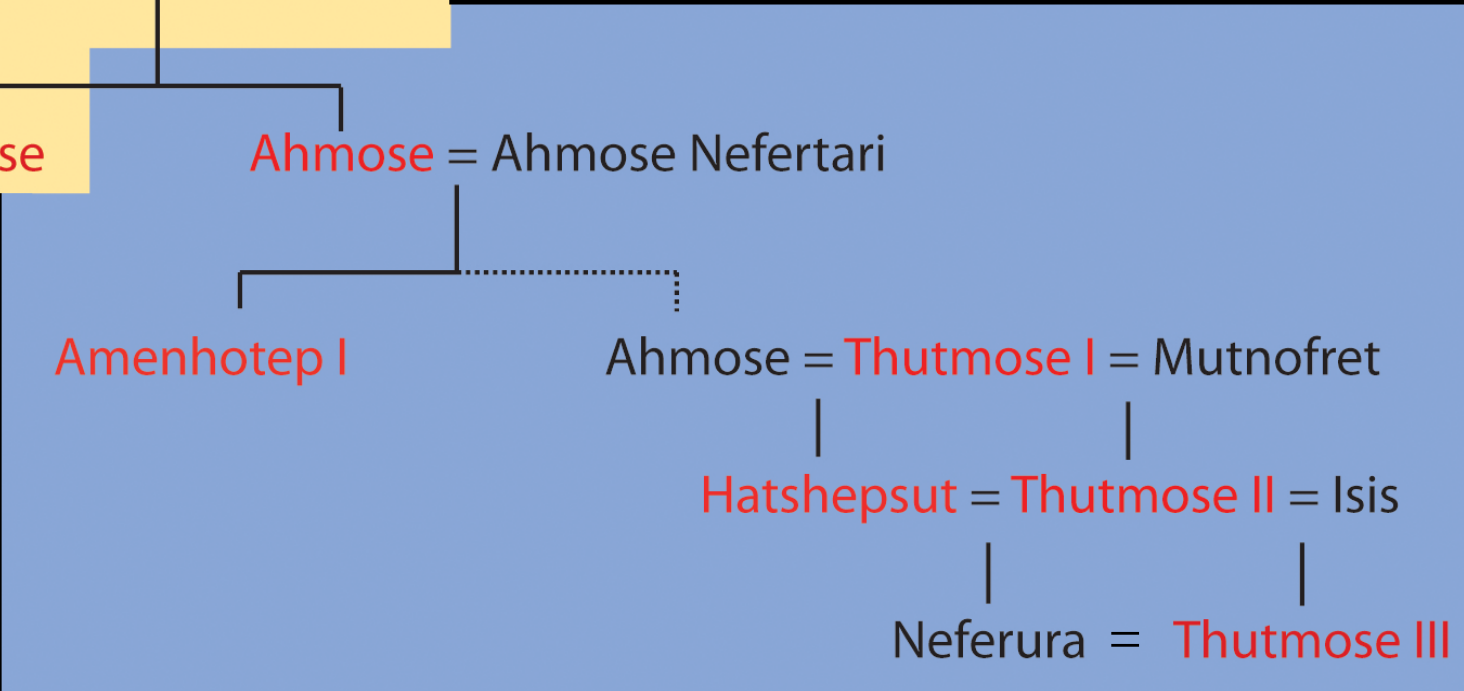 se Ahmose = Ahmose Nefertari
Amenhotep I Ahmose = Thutmose I = Mutnofret
Hatshepsut = Thutmose II = Isis
Neferura = Thutmose III